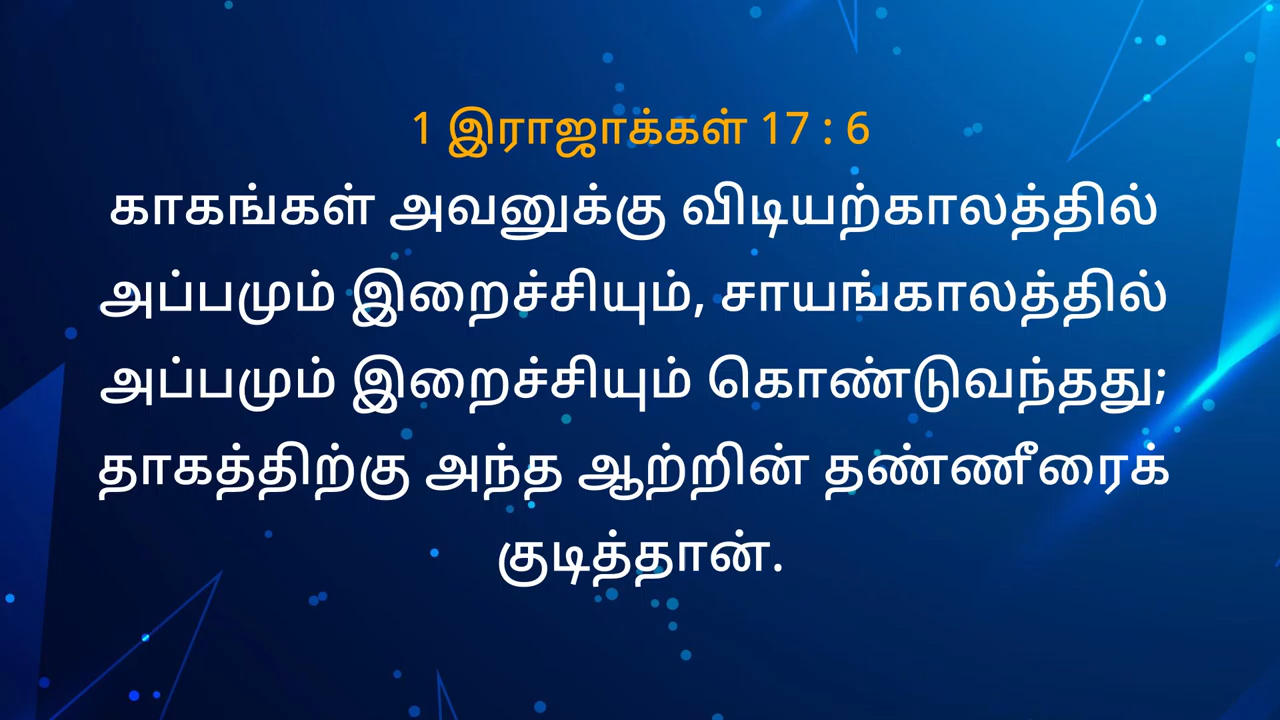 1 இராஜாக்கள் 17 : 6
காகங்கள் அவனுக்கு விடியற்காலத்தில்
அப்பமும் இறைச்சியும், சாயங்காலத்தில்
அப்பமும் இறைச்சியும் கொண்டுவந்தது;
தாகத்திற்கு அந்த ஆற்றின் தண்ணீரைக்
குடித்தான்.